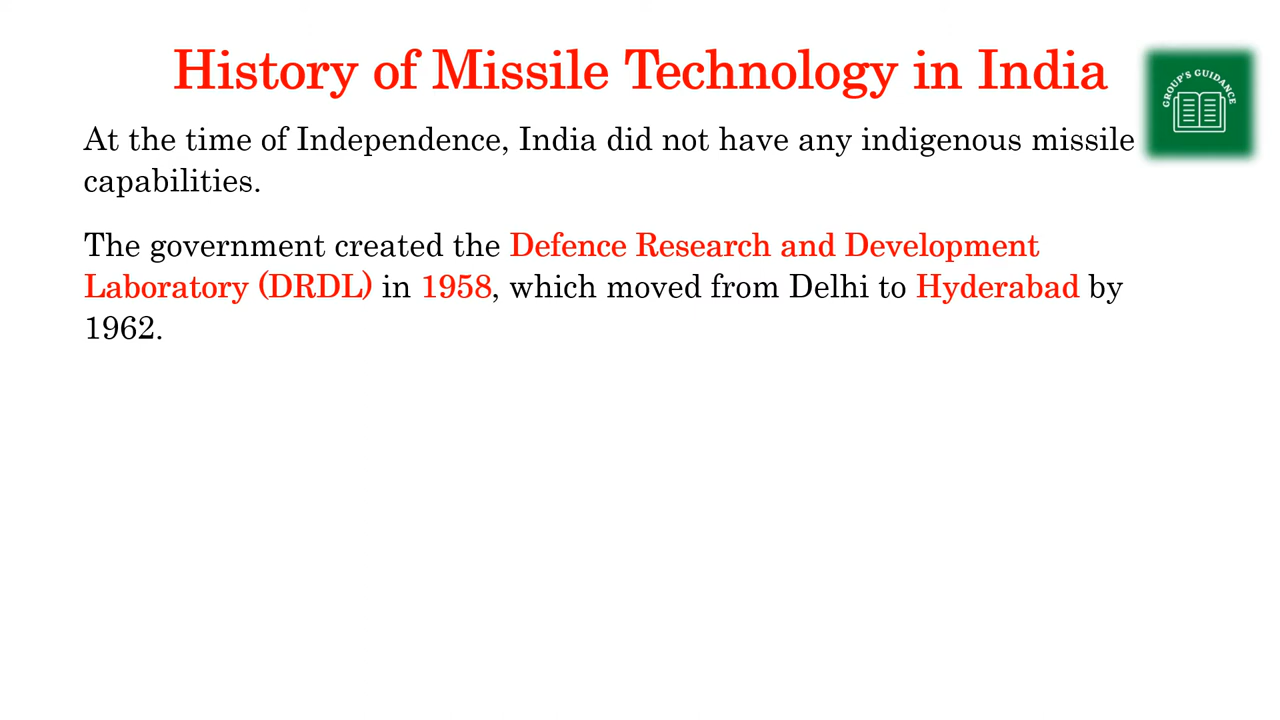 History of Missile Technology in India
GROUP'S GUIDANCE
At the time of Independence, India did not have any indigenous missile
capabilities.
The government created the Defence Research and Development
Laboratory (DRDL) in 1958, which moved from Delhi to Hyderabad by
1962.